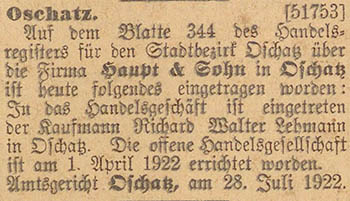 Oschatz. [51753]
Auf dem Blatte 344 des Handels-
registers für den Stadtbezirk Oschatz über
die Firma Haupt & Sohn in Oschatz
ist heute folgendes eingetragen worden:
In das Handelsgeschäft ist eingetreten
der Kaufmann Richard Walter Lehmann
in Oschatz. Die offene Handelsgesellschaft
ist am 1. April 1922 errichtet worden.
Amtsgericht Oschatz, am 28. Juli 1922.